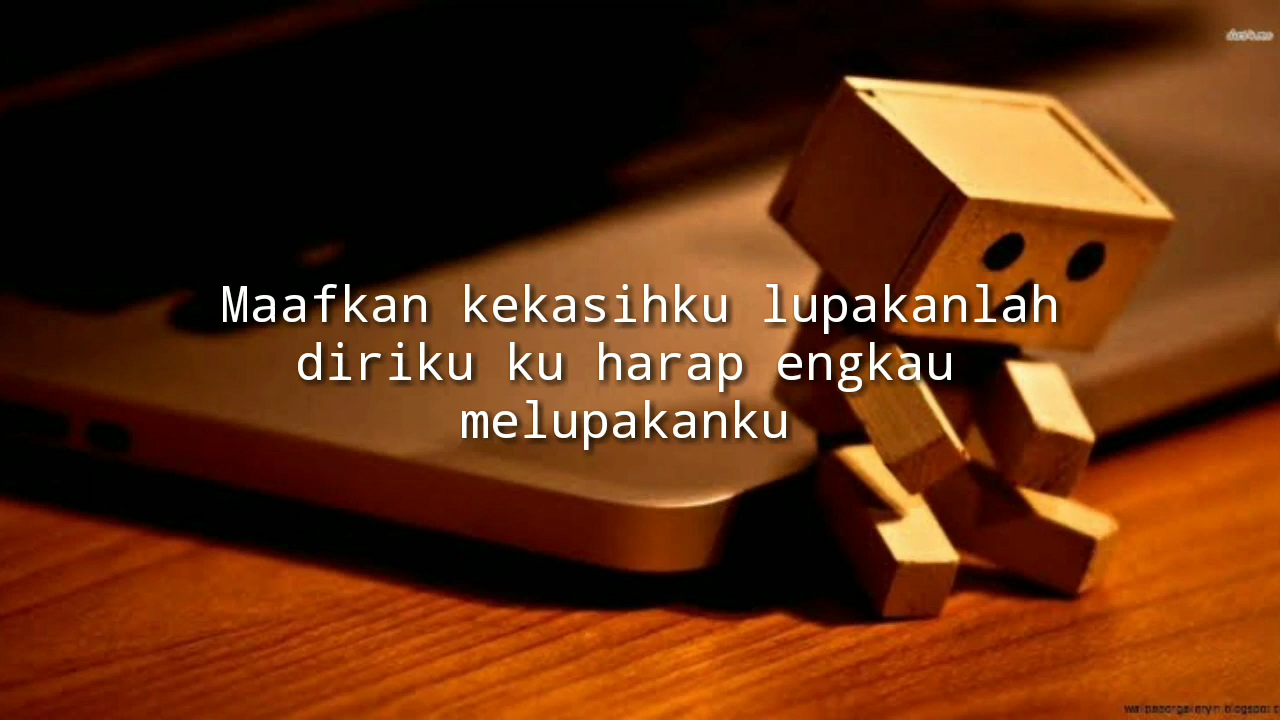 Maafkan kekasihku lupakanlah
diriku ku harap engkau
melupakanku